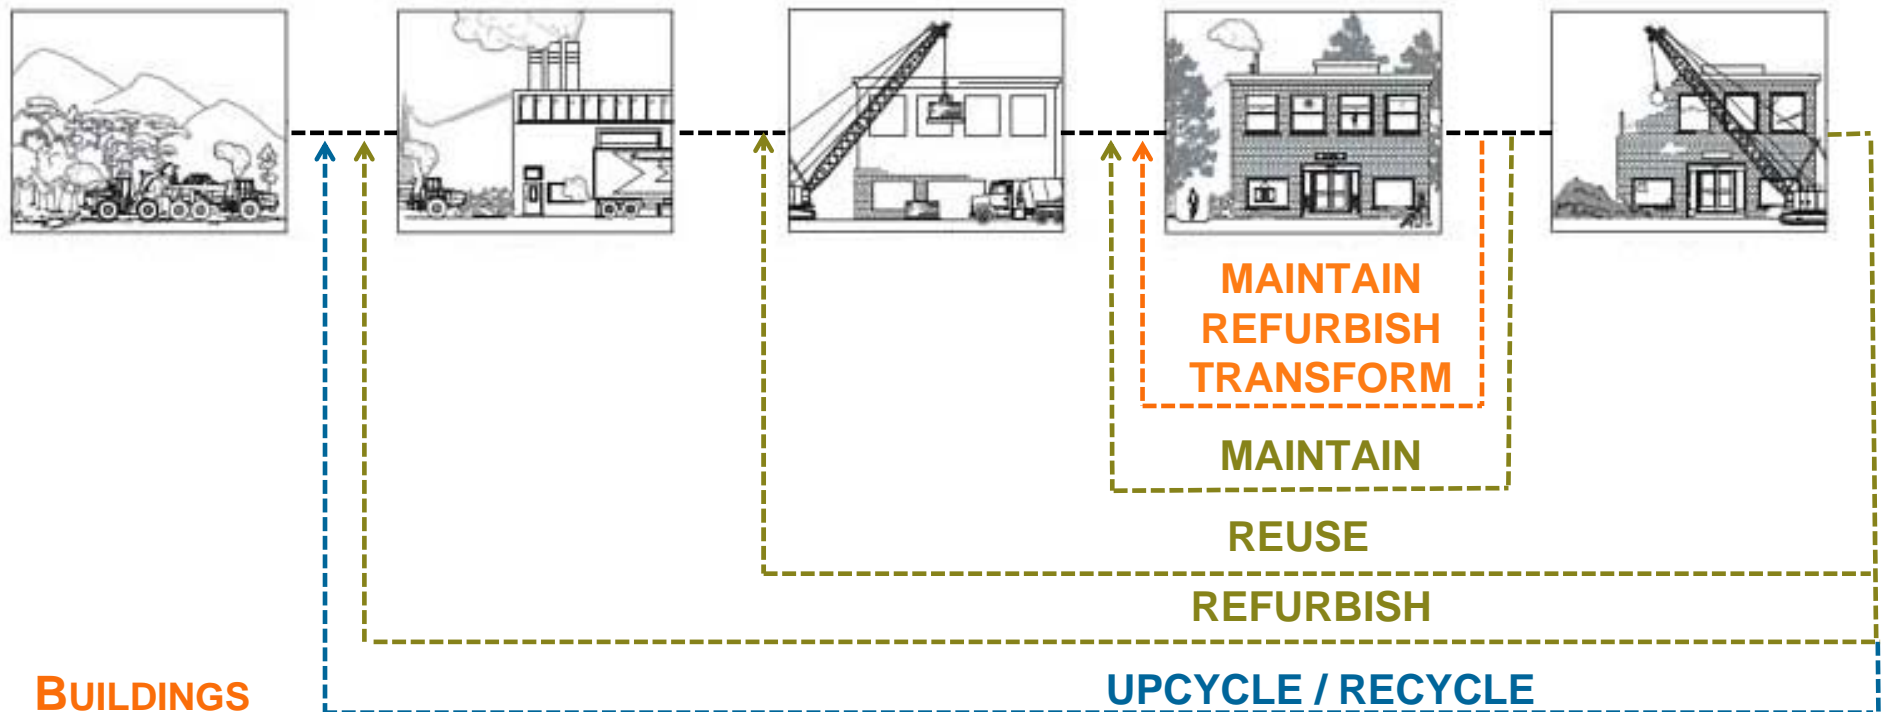 MAINTAIN
REFURBISH
TRANSFORM
MAINTAIN
REUSE
REFURBISH
UPCYCLE / RECYCLE
BUILDINGS